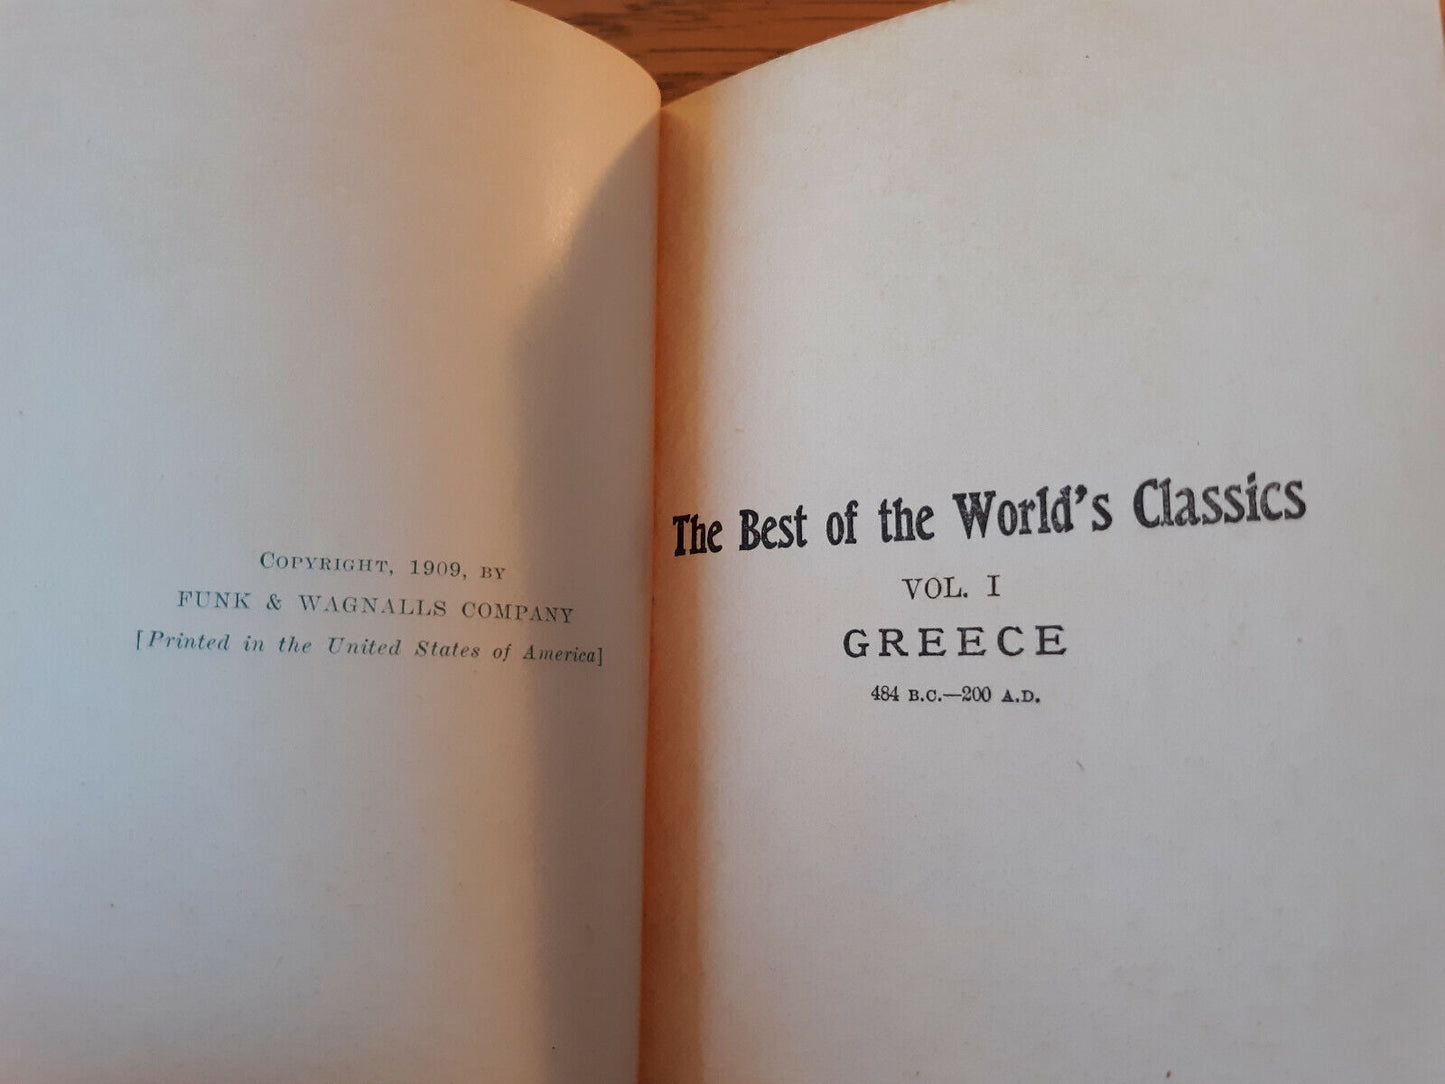 Copyright, 1909, by
FUNK & WAGNALLS COMPANY
[Printed in the United States of America]
The Best of the World's Classics
VOL. I
GREECE
484 B.C.—200 A.D.